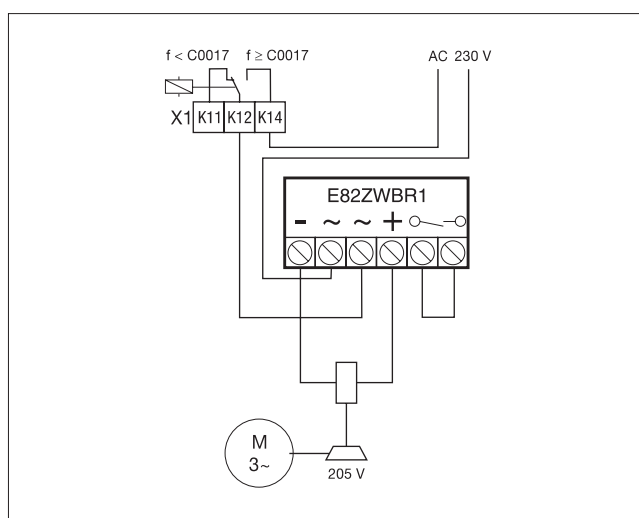 f < C0017 f ≥ C0017 AC 230 V
X1 K11 K12 K14
E82ZWBR1
- ~ ~ +
M
3~
205 V